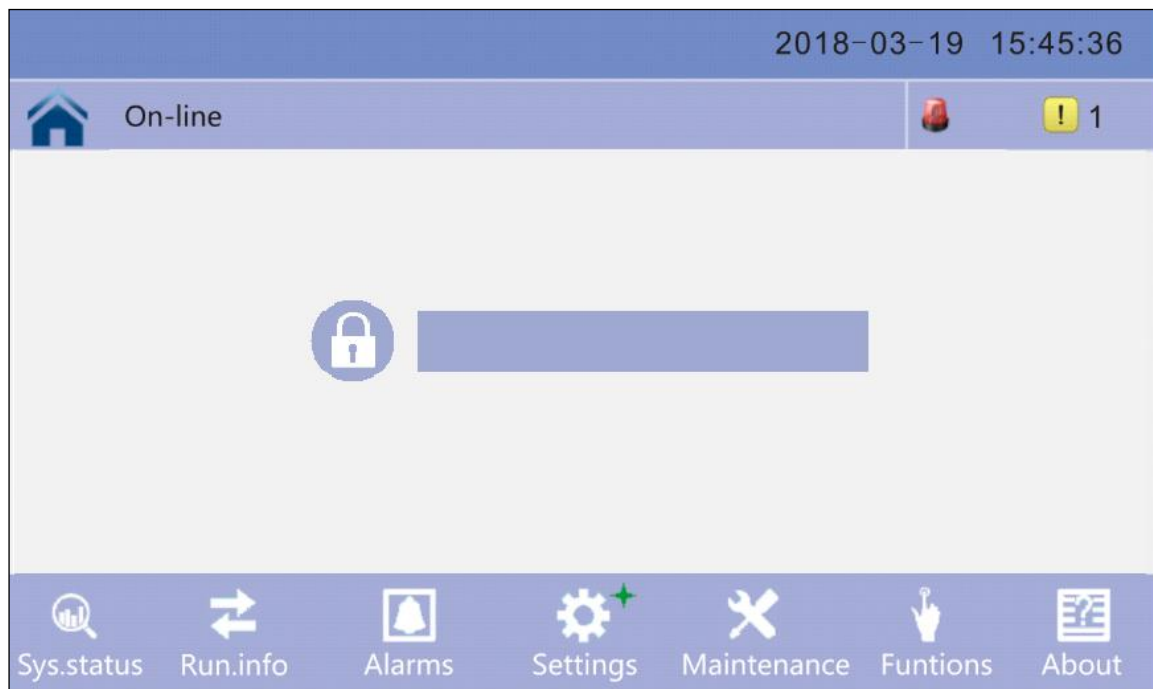 2018-03-19 15:45:36
On-line
! 1
Sys.status Run.info Alarms Settings Maintenance Funtions About